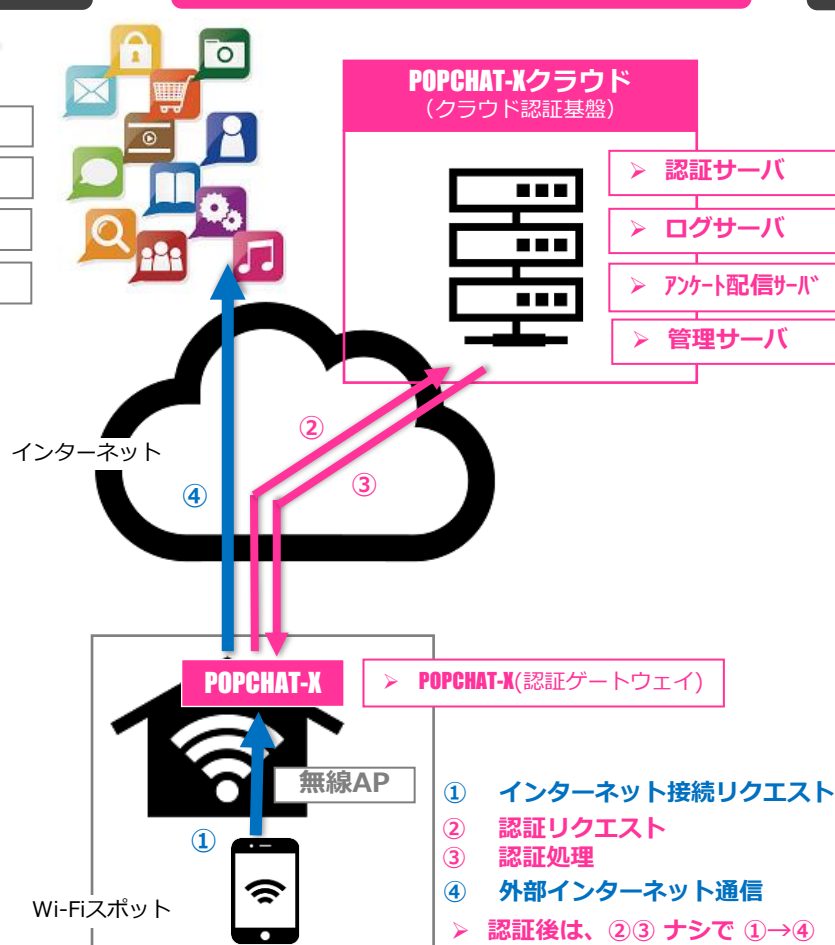 POPCHAT-Xクラウド
（クラウド認証基盤）
➢ 認証サーバ
➢ ログサーバ
➢ ｱﾝｹｰﾄ配信ｻｰﾊﾞ
➢ 管理サーバ
②
インターネット
③
④
POPCHAT-X
➢ POPCHAT-X(認証ゲートウェイ)
無線AP
① インターネット接続リクエスト
② 認証リクエスト
①
③ 認証処理
④ 外部インターネット通信
Wi-Fiスポット
➢ 認証後は、②③ ナシで ①→④